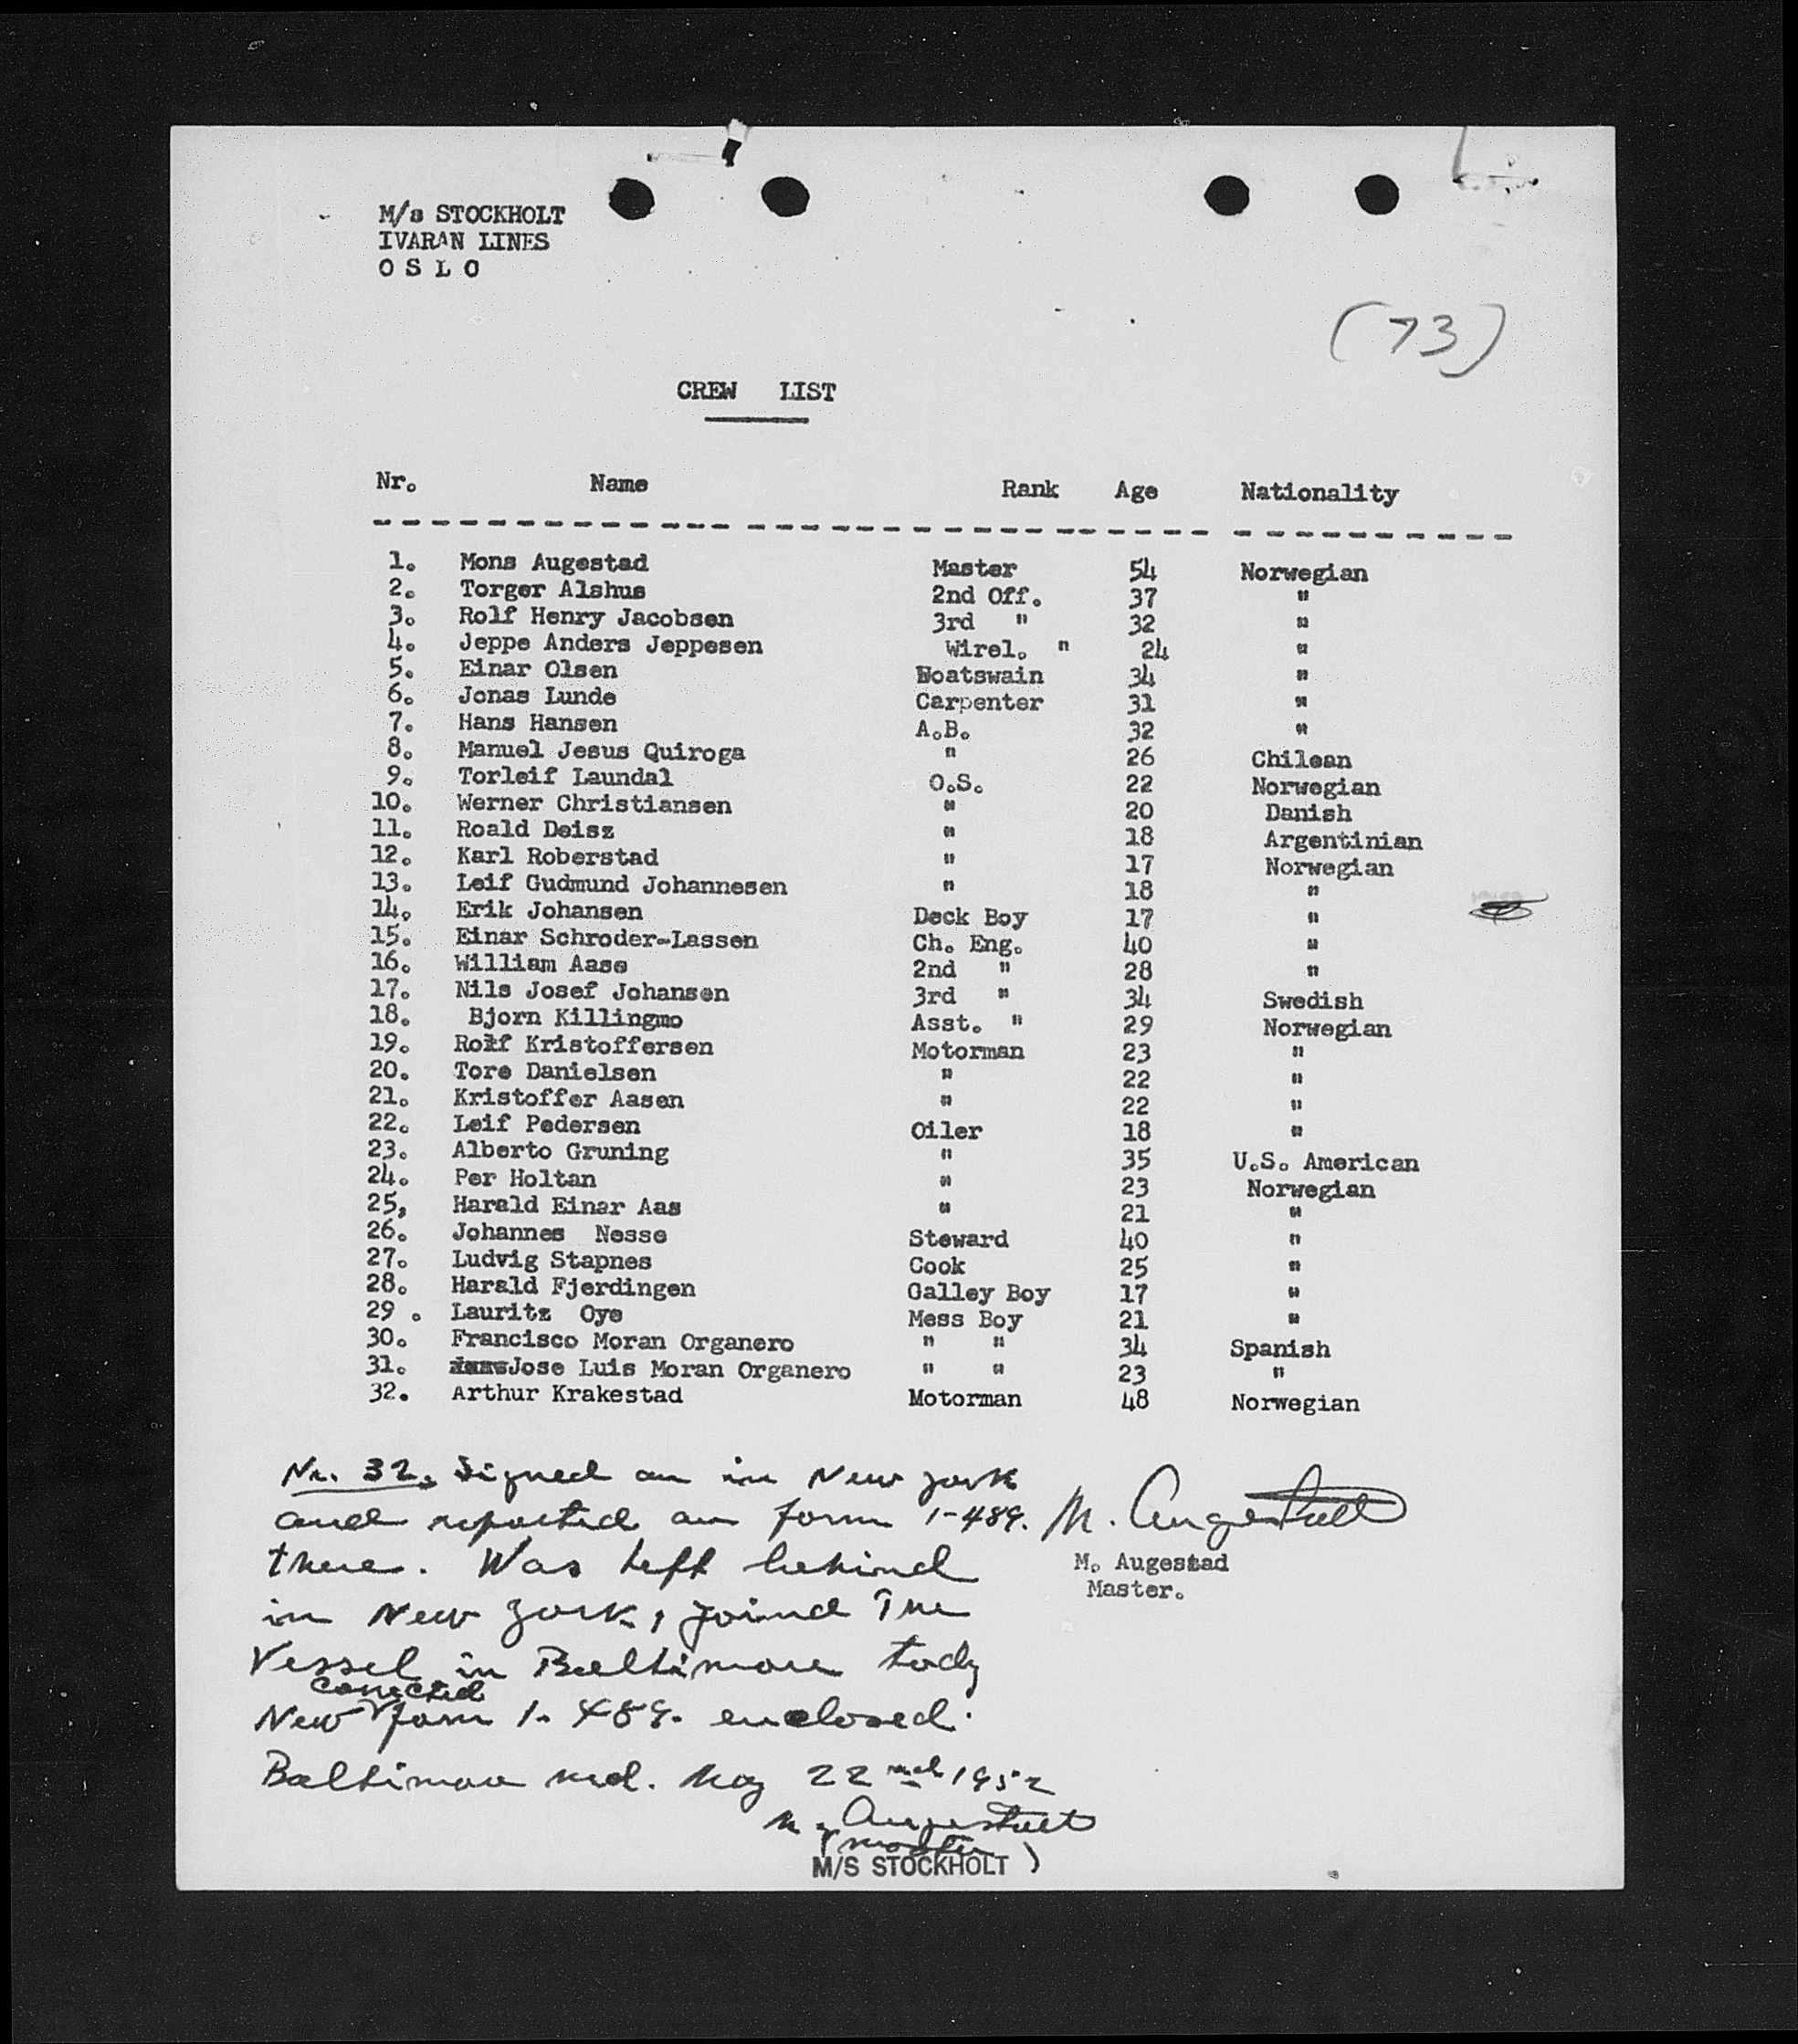 M/s STOCKHOLT
IVARAN LINES
O S L O
(73)
CREW LIST
Nr. Name Rank Age Nationality
1. Mons Augestad Master 54 Norwegian
2. Torger Alshus 2nd Off. 37 "
3. Rolf Henry Jacobsen 3rd " 32 "
4. Jeppe Anders Jeppesen Wirel. " 24 "
5. Einar Olsen Boatswain 34 "
6. Jonas Lunde Carpenter 31 "
7. Hans Hansen A.B. 32 "
8. Manuel Jesus Quiroga " 26 Chilean
9. Torleif Laundal O.S. 22 Norwegian
10. Werner Christiansen " 20 Danish
11. Roald Deisz " 18 Argentinian
12. Karl Roberstad " 17 Norwegian
13. Leif Gudmund Johannesen " 18 "
14. Erik Johansen Deck Boy 17 "
15. Einar Schroder-Lassen Ch. Eng. 40 "
16. William Aase 2nd " 28 "
17. Nils Josef Johansen 3rd " 34 Swedish
18. Bjorn Killingmo Asst. " 29 Norwegian
19. Rolf Kristoffersen Motorman 23 "
20. Tore Danielsen " 22 "
21. Kristoffer Aasen " 22 "
22. Leif Pedersen Oiler 18 "
23. Alberto Gruning " 35 U.S. American
24. Per Holtan " 23 Norwegian
25, Harald Einar Aas " 21 "
26. Johannes Nesse Steward 40 "
27. Ludvig Stapnes Cook 25 "
28. Harald Fjerdingen Galley Boy 17 "
29 . Lauritz Oye Mess Boy 21 "
30. Francisco Moran Organero " " 34 Spanish
31. Jose Luis Moran Organero " " 23 "
32. Arthur Krakestad Motorman 48 Norwegian
Nr. 32. Signed on in New York
and reported on form 1-489.
there. Was left behind
in New York, joind The
Vessel in Baltimore tody
conected
New form 1-489. enclosed.
Baltimore Md. May 22nd 1952
M. Augestad
(Master)
M/S STOCKHOLT
M. Augestad
M. Augestad
Master.